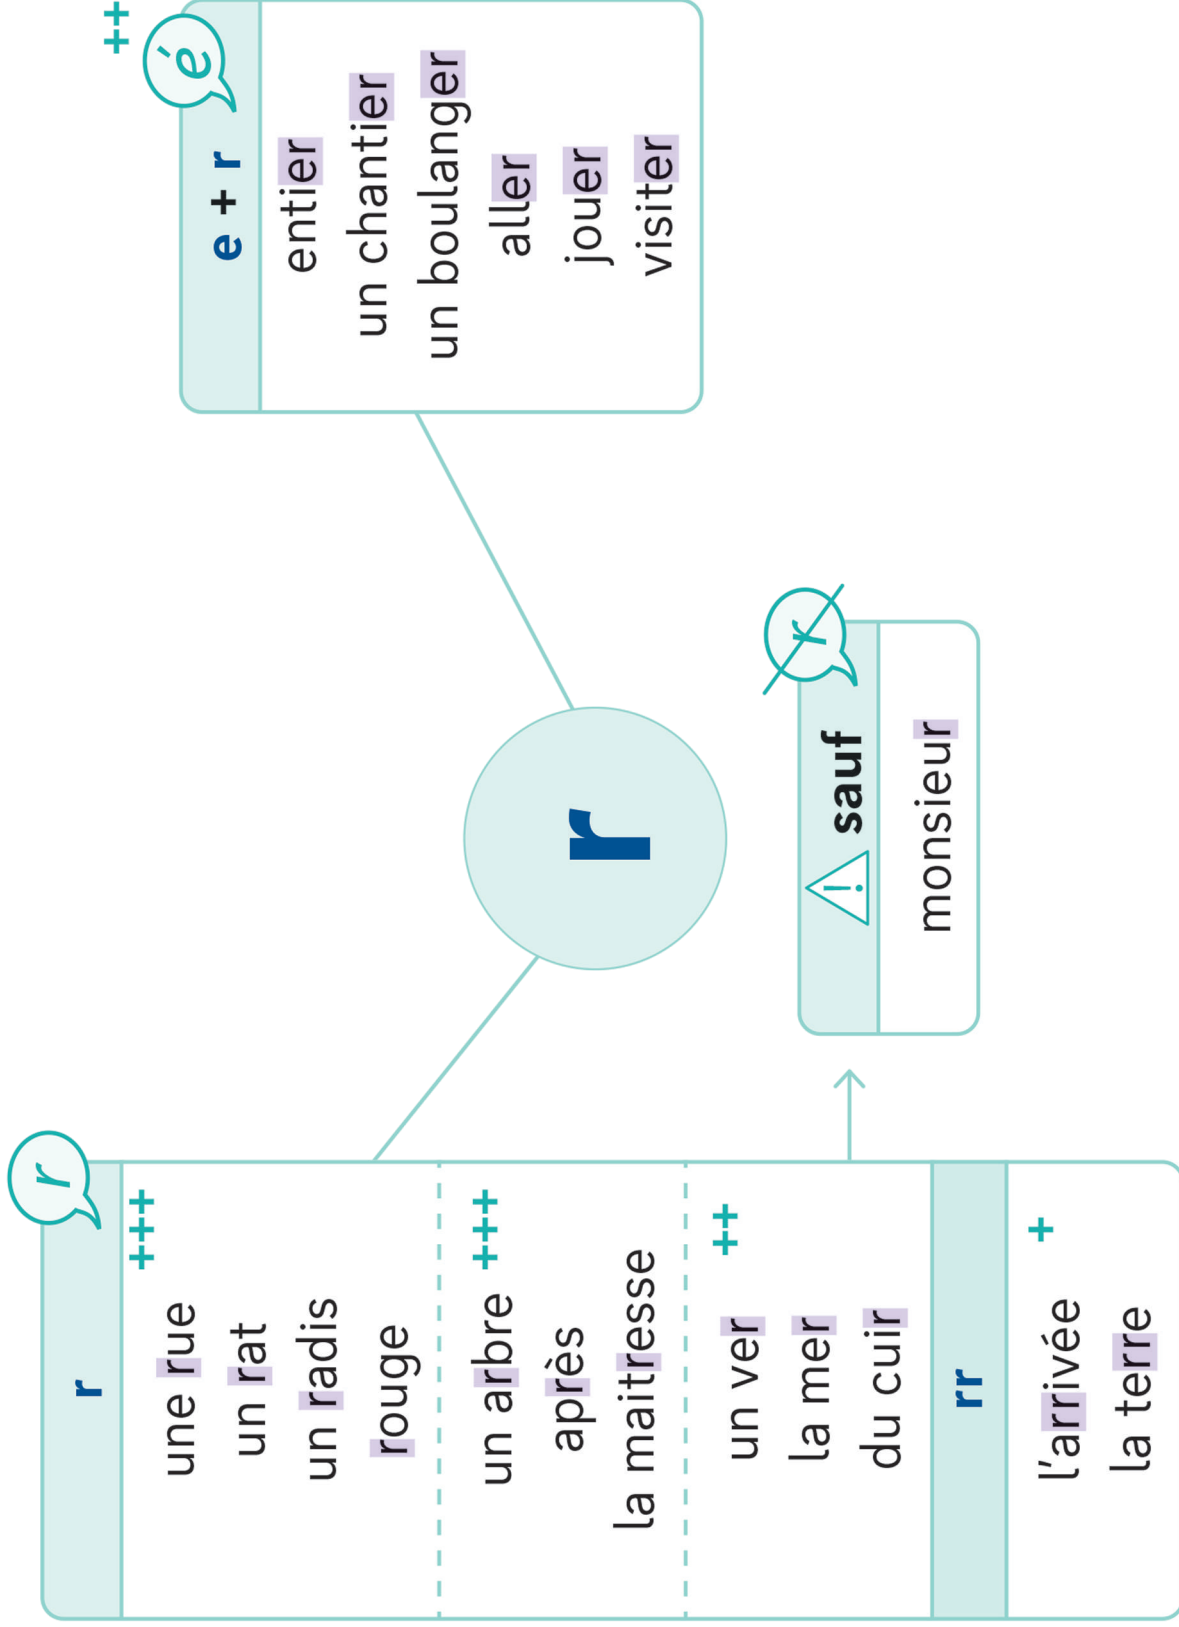 r
r
+++
une rue
un rat
un radis
rouge
+++
un arbre
après
la maitresse
++
un ver
la mer
du cuir
rr
+
l'arrivée
la terre
r
! sauf
r
monsieur
e + r
é
++
entier
un chantier
un boulanger
aller
jouer
visiter